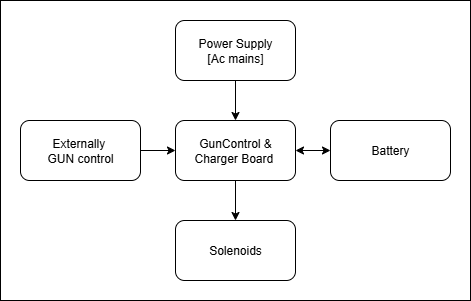 Power Supply
[Ac mains]
Externally
GUN control
GunControl &
Charger Board
Battery
Solenoids